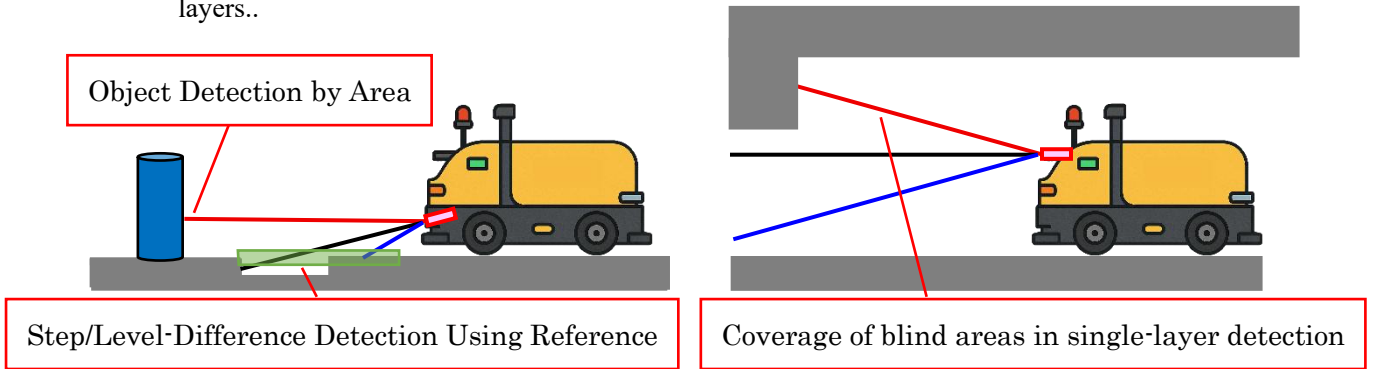 layers..
Object Detection by Area
Step/Level-Difference Detection Using Reference
Coverage of blind areas in single-layer detection